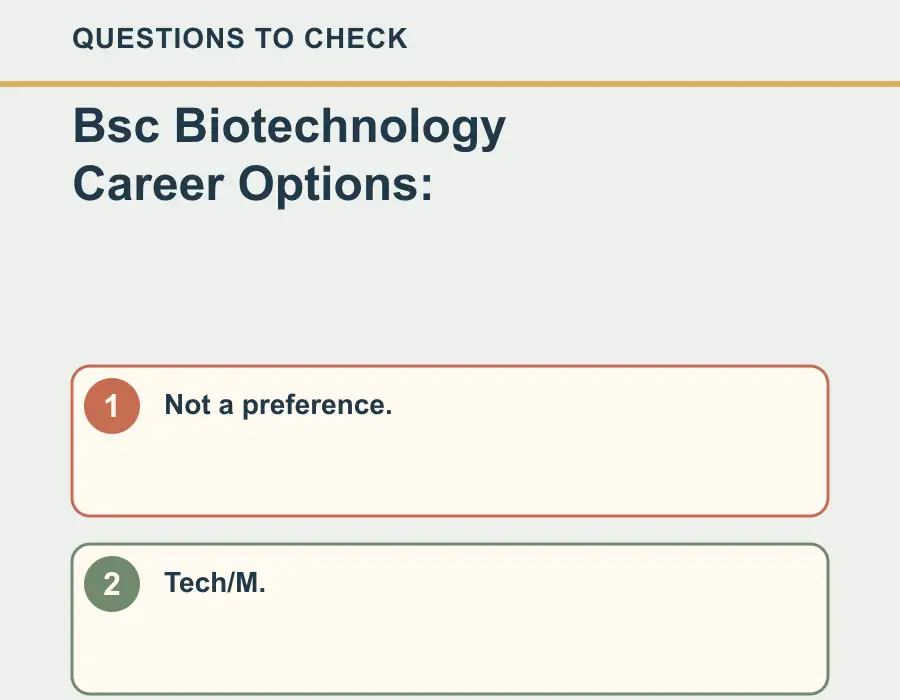 QUESTIONS TO CHECK
Bsc Biotechnology
Career Options:
1 Not a preference.
2 Tech/M.